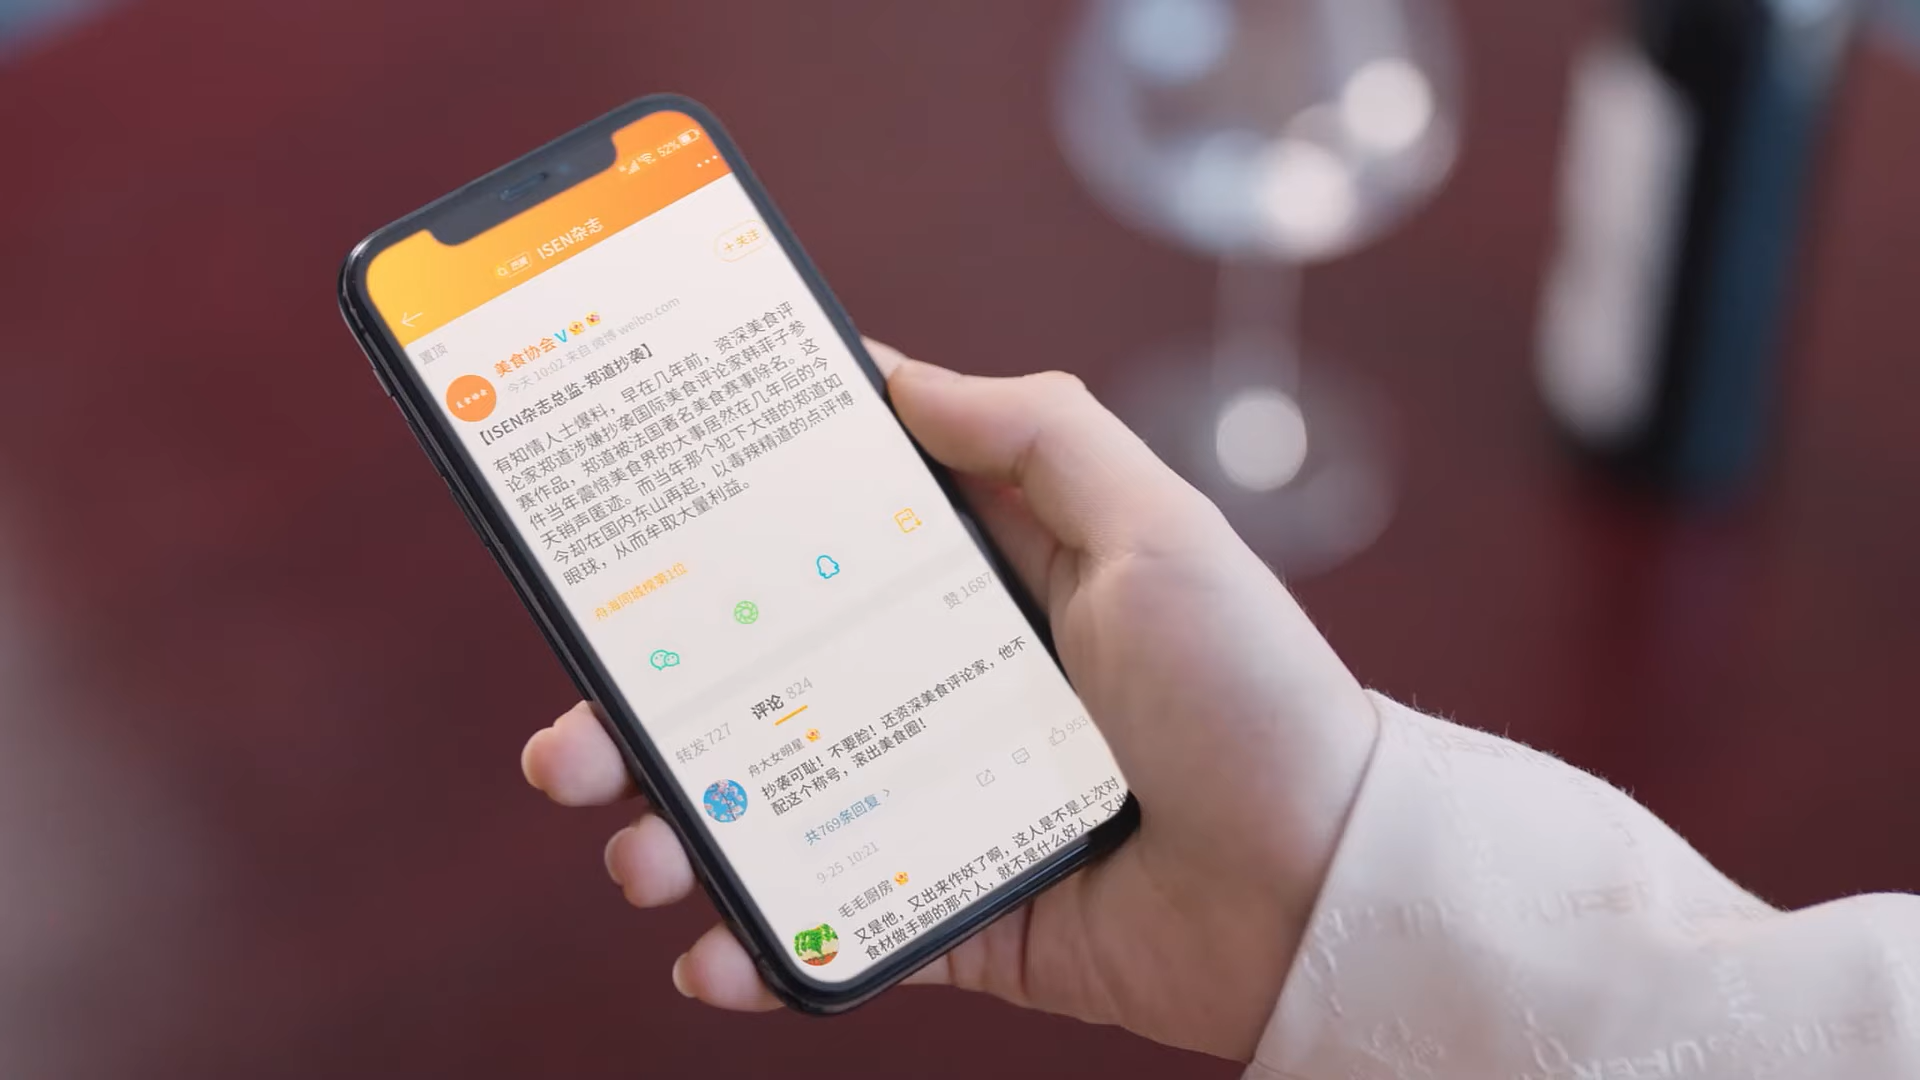 52%
ISEN杂志
+关注
置顶
美食协会V
今天 10:02 来自 微博 weibo.com
【ISEN杂志总监-郑道抄袭】
有知情人士爆料，早在几年前，资深美食评
论家郑道涉嫌抄袭国际美食评论家韩菲子参
赛作品，郑道被法国著名美食赛事除名。这
件当年震惊美食界的大事居然在几年后的今
天销声匿迹。而当年那个犯下大错的郑道如
今却在国内东山再起，以毒辣精道的点评博
眼球，从而牟取大量利益。
舟海同城榜第1位
转发727 评论 824 赞 1687
舟大女明星
抄袭可耻！不要脸！还资深美食评论家，他不
配这个称号，滚出美食圈！
共769条回复 >
953
9-25 10:21
毛毛厨房
又是他，又出来作妖了啊，这人是不是上次对
食材做手脚的那个人，就不是什么好人，又出